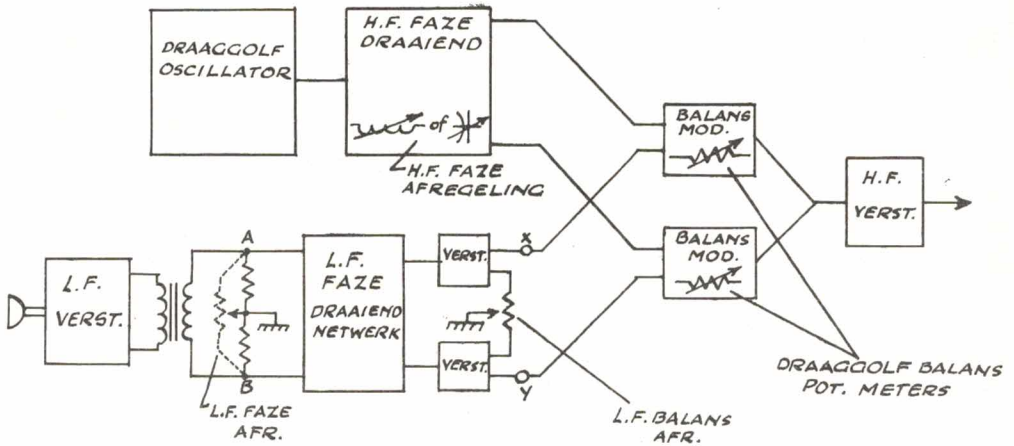 DRAAGGOLF
OSCILLATOR
H.F. FAZE
DRAAIEND
of
H.F. FAZE
AFREGELING
BALANS
MOD.
H.F.
VERST.
BALANS
MOD.
DRAAGGOLF BALANS
POT. METERS
L.F.
VERST.
A
B
L.F. FAZE
AFR.
L.F.
FAZE
DRAAIEND
NETWERK
VERST.
VERST.
X
Y
L.F. BALANS
AFR.